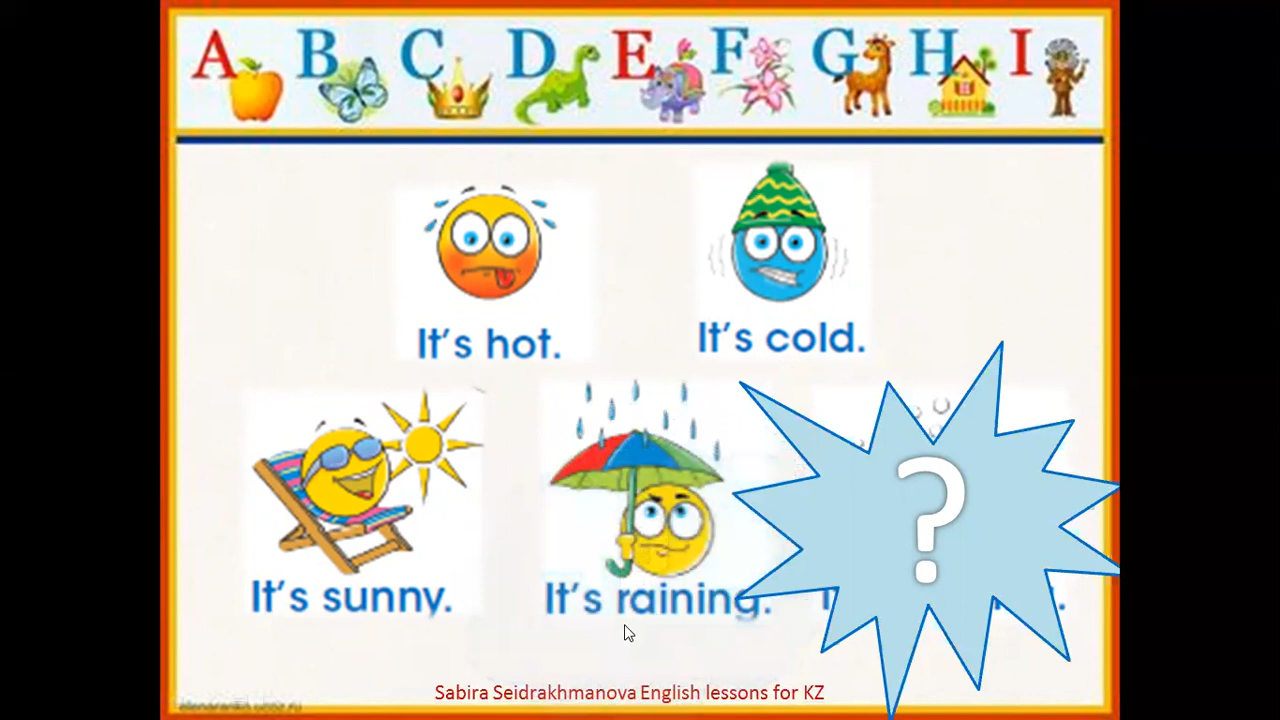 A B C D E F G H I
It's hot.
It's cold.
It's sunny.
It's raining.
?
Sabira Seidrakhmanova English lessons for KZ